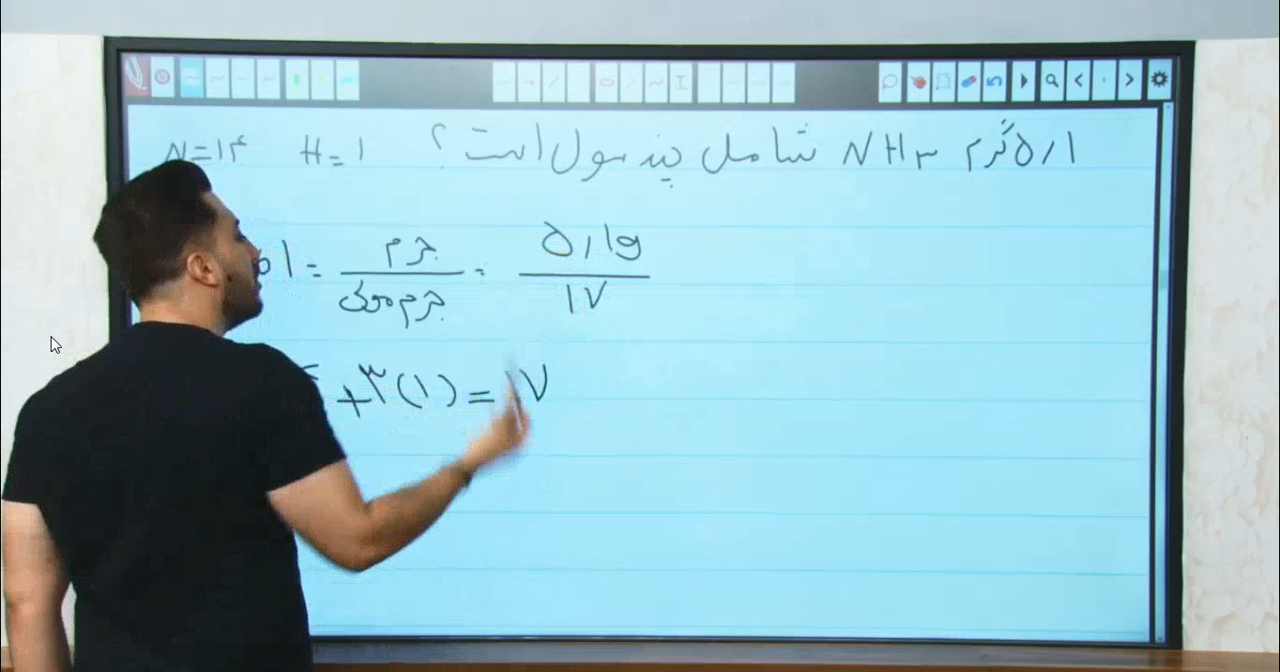 ۵٫۱ گرم NH۳ شامل چند مول است؟ H=۱ N=۱۴
ol = جرم / جرم مولی = ۵٫۱g / ۱۷
+۳(۱)=۱۷